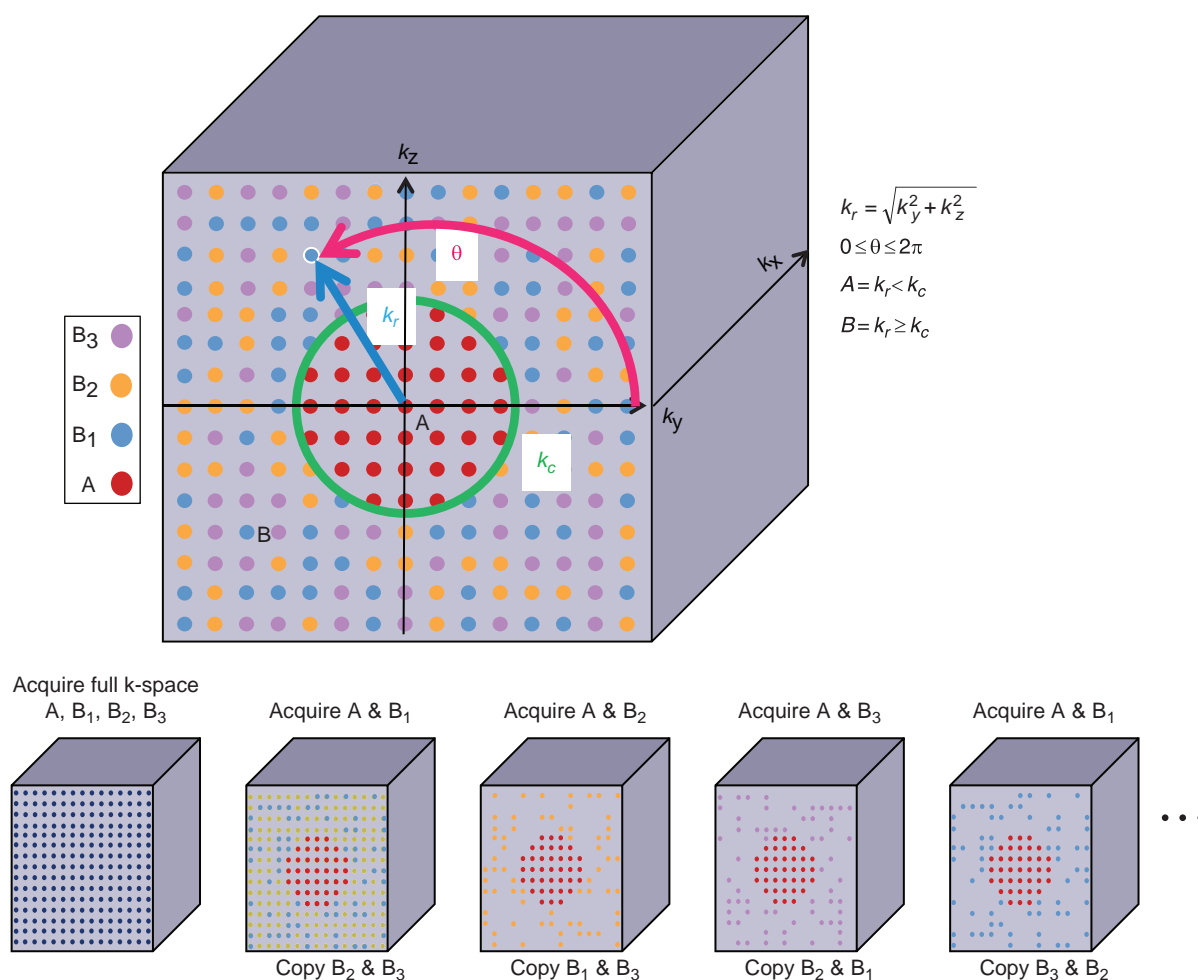 k_z
k_r = √(k_y^2 + k_z^2)
0 ≤ θ ≤ 2π
A = k_r < k_c
B = k_r ≥ k_c
θ
k_x
k_r
B_3
B_2
B_1
A
A
k_y
k_c
B
Acquire full k-space
A, B_1, B_2, B_3
Acquire A & B_1
Acquire A & B_2
Acquire A & B_3
Acquire A & B_1
...
Copy B_2 & B_3
Copy B_1 & B_3
Copy B_2 & B_1
Copy B_3 & B_2